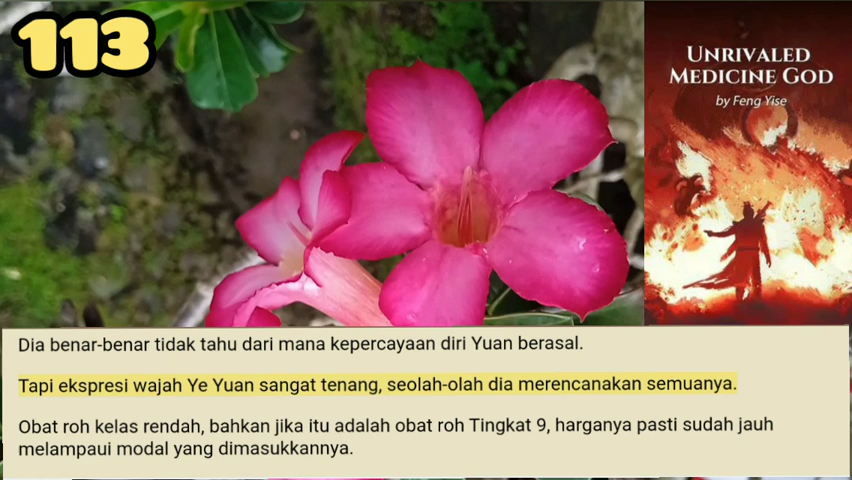 113
UNRIVALED
MEDICINE GOD
by Feng Yise
Dia benar-benar tidak tahu dari mana kepercayaan diri Yuan berasal.
Tapi ekspresi wajah Ye Yuan sangat tenang, seolah-olah dia merencanakan semuanya.
Obat roh kelas rendah, bahkan jika itu adalah obat roh Tingkat 9, harganya pasti sudah jauh
melampaui modal yang dimasukkannya.